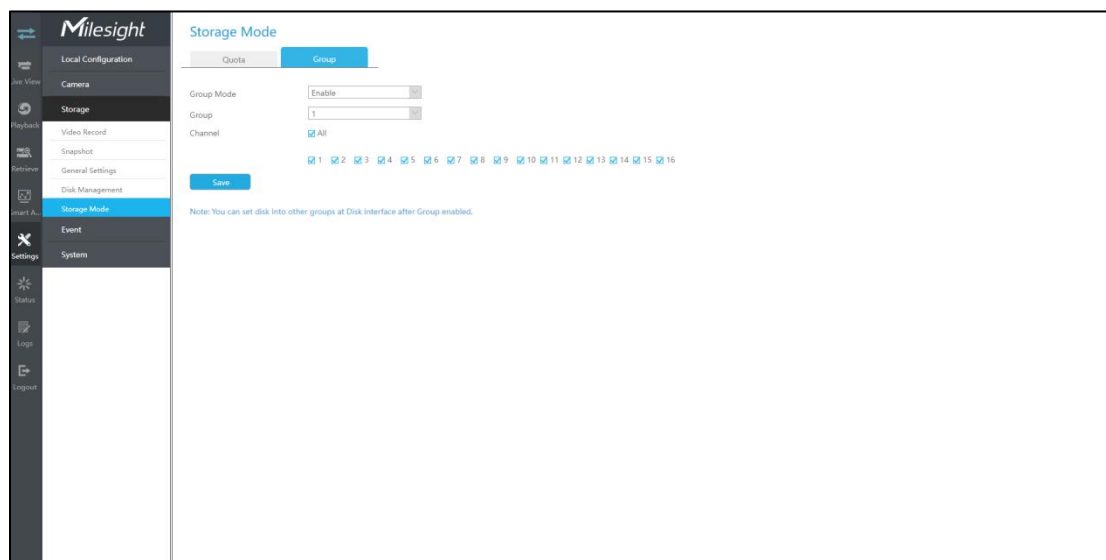 Milesight
Live View
Playback
Retrieve
Smart A...
Settings
Status
Logs
Logout
Local Configuration
Camera
Storage
Video Record
Snapshot
General Settings
Disk Management
Storage Mode
Event
System
Storage Mode
Quota Group
Group Mode Enable
Group 1
Channel All
1 2 3 4 5 6 7 8 9 10 11 12 13 14 15 16
Save
Note: You can set disk into other groups at Disk interface after Group enabled.